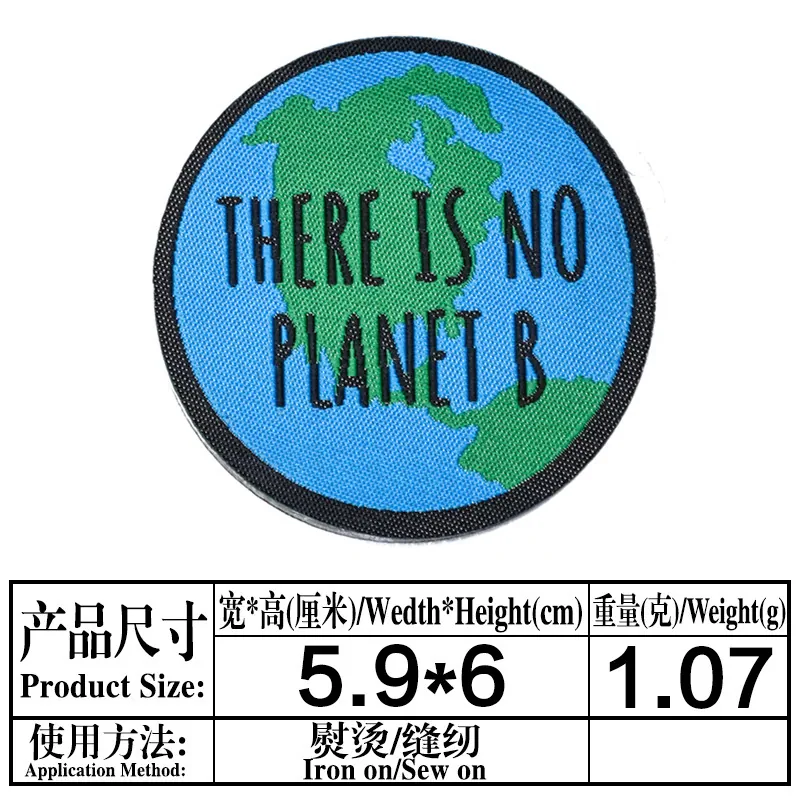 THERE IS NO
PLANET B
产品尺寸
Product Size:
宽*高(厘米)/Wedth*Height(cm)
重量(克)/Weight(g)
5.9*6
1.07
使用方法:
Application Method:
熨烫/缝纫
Iron on/Sew on